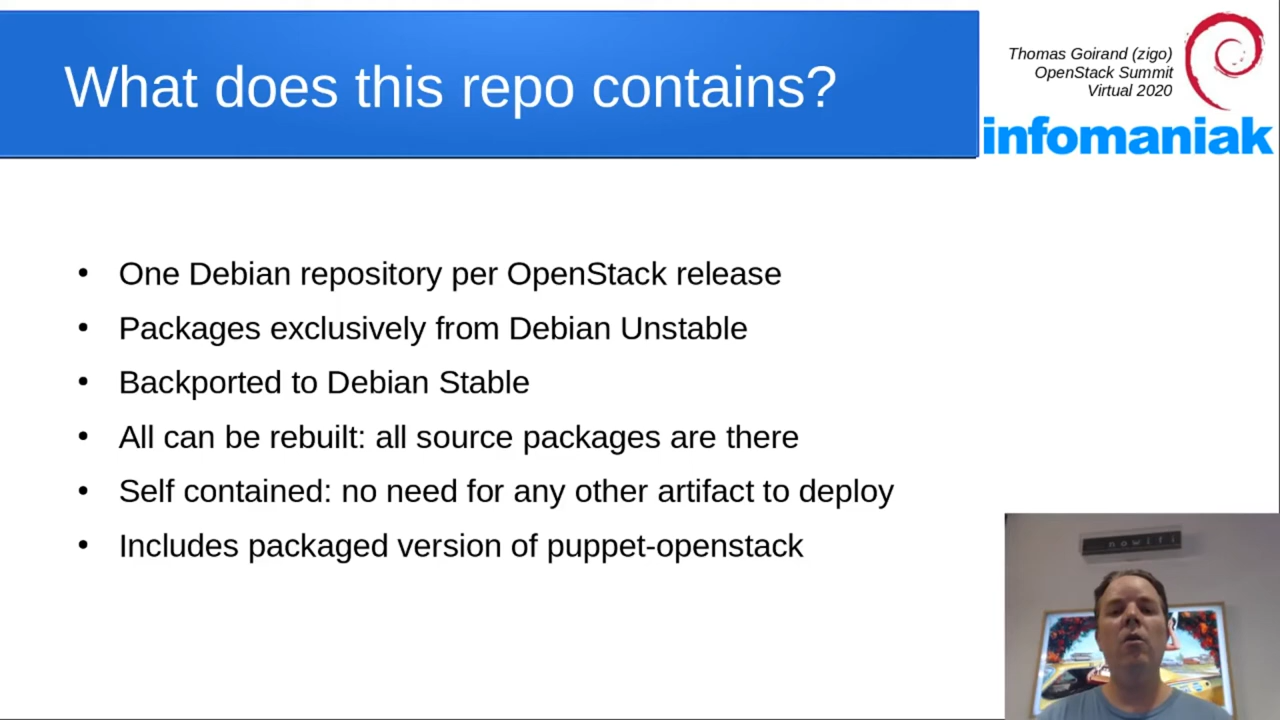 What does this repo contains?
Thomas Goirand (zigo)
OpenStack Summit
Virtual 2020
infomaniak
• One Debian repository per OpenStack release
• Packages exclusively from Debian Unstable
• Backported to Debian Stable
• All can be rebuilt: all source packages are there
• Self contained: no need for any other artifact to deploy
• Includes packaged version of puppet-openstack
nowifi